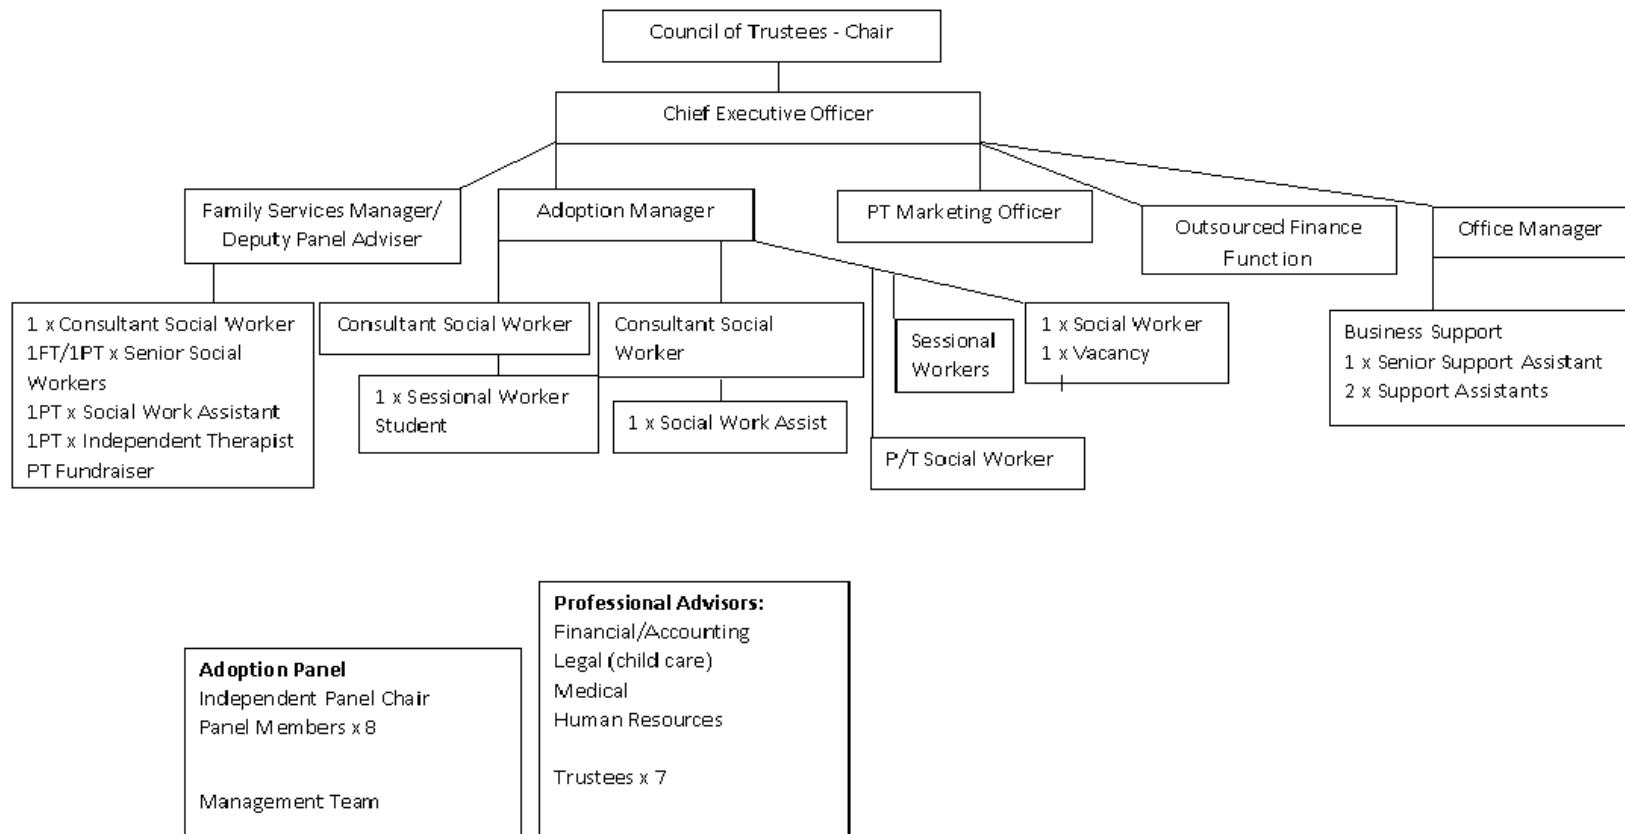 Council of Trustees - Chair
Chief Executive Officer
Family Services Manager/
Deputy Panel Adviser
Adoption Manager
PT Marketing Officer
Outsourced Finance
Function
Office Manager
1 x Consultant Social Worker
1FT/1PT x Senior Social
Workers
1PT x Social Work Assistant
1PT x Independent Therapist
PT Fundraiser
Consultant Social Worker
1 x Sessional Worker
Student
Consultant Social
Worker
1 x Social Work Assist
P/T Social Worker
Sessional
Workers
1 x Social Worker
1 x Vacancy
Business Support
1 x Senior Support Assistant
2 x Support Assistants
Adoption Panel
Independent Panel Chair
Panel Members x 8
Management Team
Professional Advisors:
Financial/Accounting
Legal (child care)
Medical
Human Resources
Trustees x 7